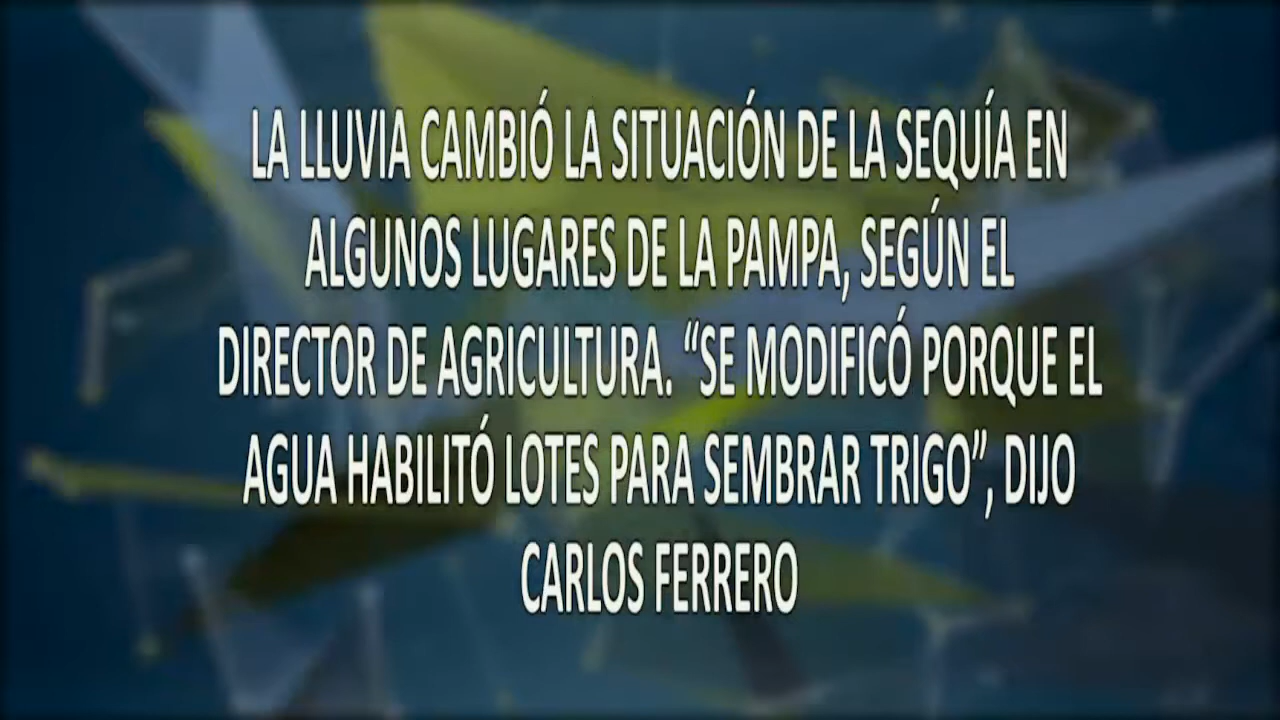 LA LLUVIA CAMBIÓ LA SITUACIÓN DE LA SEQUÍA EN
ALGUNOS LUGARES DE LA PAMPA, SEGÚN EL
DIRECTOR DE AGRICULTURA. “SE MODIFICÓ PORQUE EL
AGUA HABILITÓ LOTES PARA SEMBRAR TRIGO”, DIJO
CARLOS FERRERO